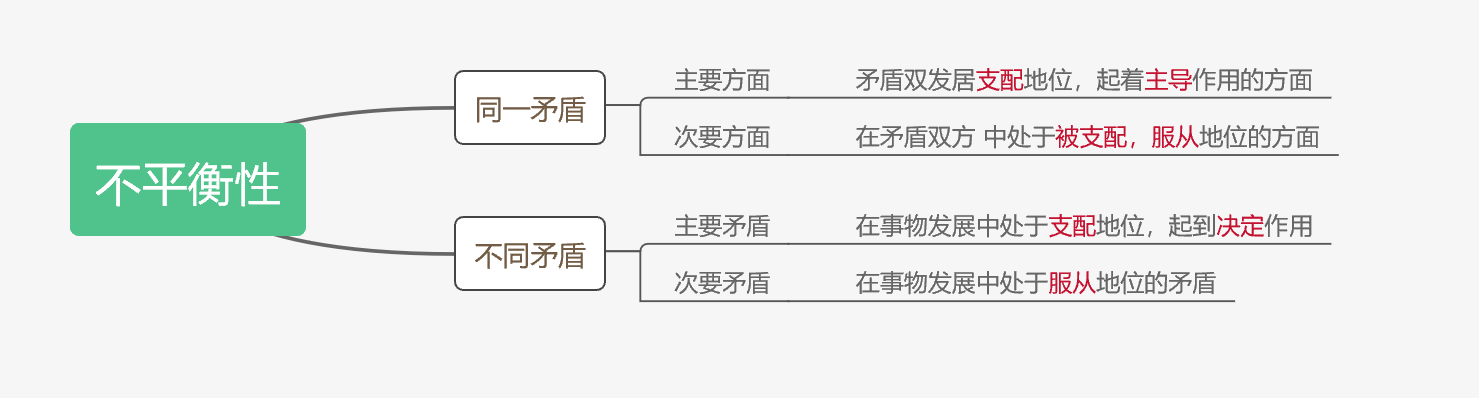 不平衡性
同一矛盾
主要方面 矛盾双发居支配地位，起着主导作用的方面
次要方面 在矛盾双方 中处于被支配，服从地位的方面
不同矛盾
主要矛盾 在事物发展中处于支配地位，起到决定作用
次要矛盾 在事物发展中处于服从地位的矛盾